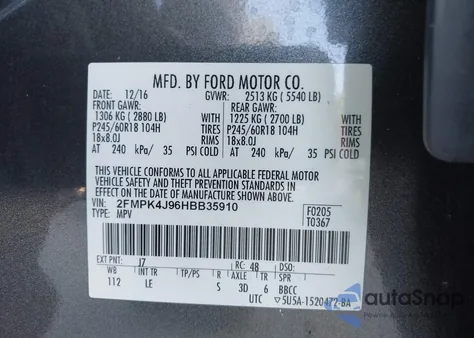 MFD. BY FORD MOTOR CO.
DATE: 12/16 GVWR: 2513 KG ( 5540 LB)
FRONT GAWR: REAR GAWR:
1306 KG (2880 LB) 1225 KG (2700 LB)
P245/60R18 104H TIRES P245/60R18 104H TIRES
18x8.0J RIMS 18x8.0J RIMS
AT 240 kPa/ 35 PSI COLD AT 240 kPa/ 35 PSI COLD
THIS VEHICLE CONFORMS TO ALL APPLICABLE FEDERAL MOTOR
VEHICLE SAFETY AND THEFT PREVENTION STANDARDS IN
EFFECT ON THE DATE OF MANUFACTURE SHOWN ABOVE.
VIN: 2FMPK4J96HBB35910 F0205
TYPE: MPV T0367
EXT PNT: J7 RC: 48 DSO:
WB INT TR TP/PS R AXLE TR SPR
112 LE S 3D 6 BBCC
UTC 5U5A-1520472-BA
autoSnap
Powered by AutoAuctions.io